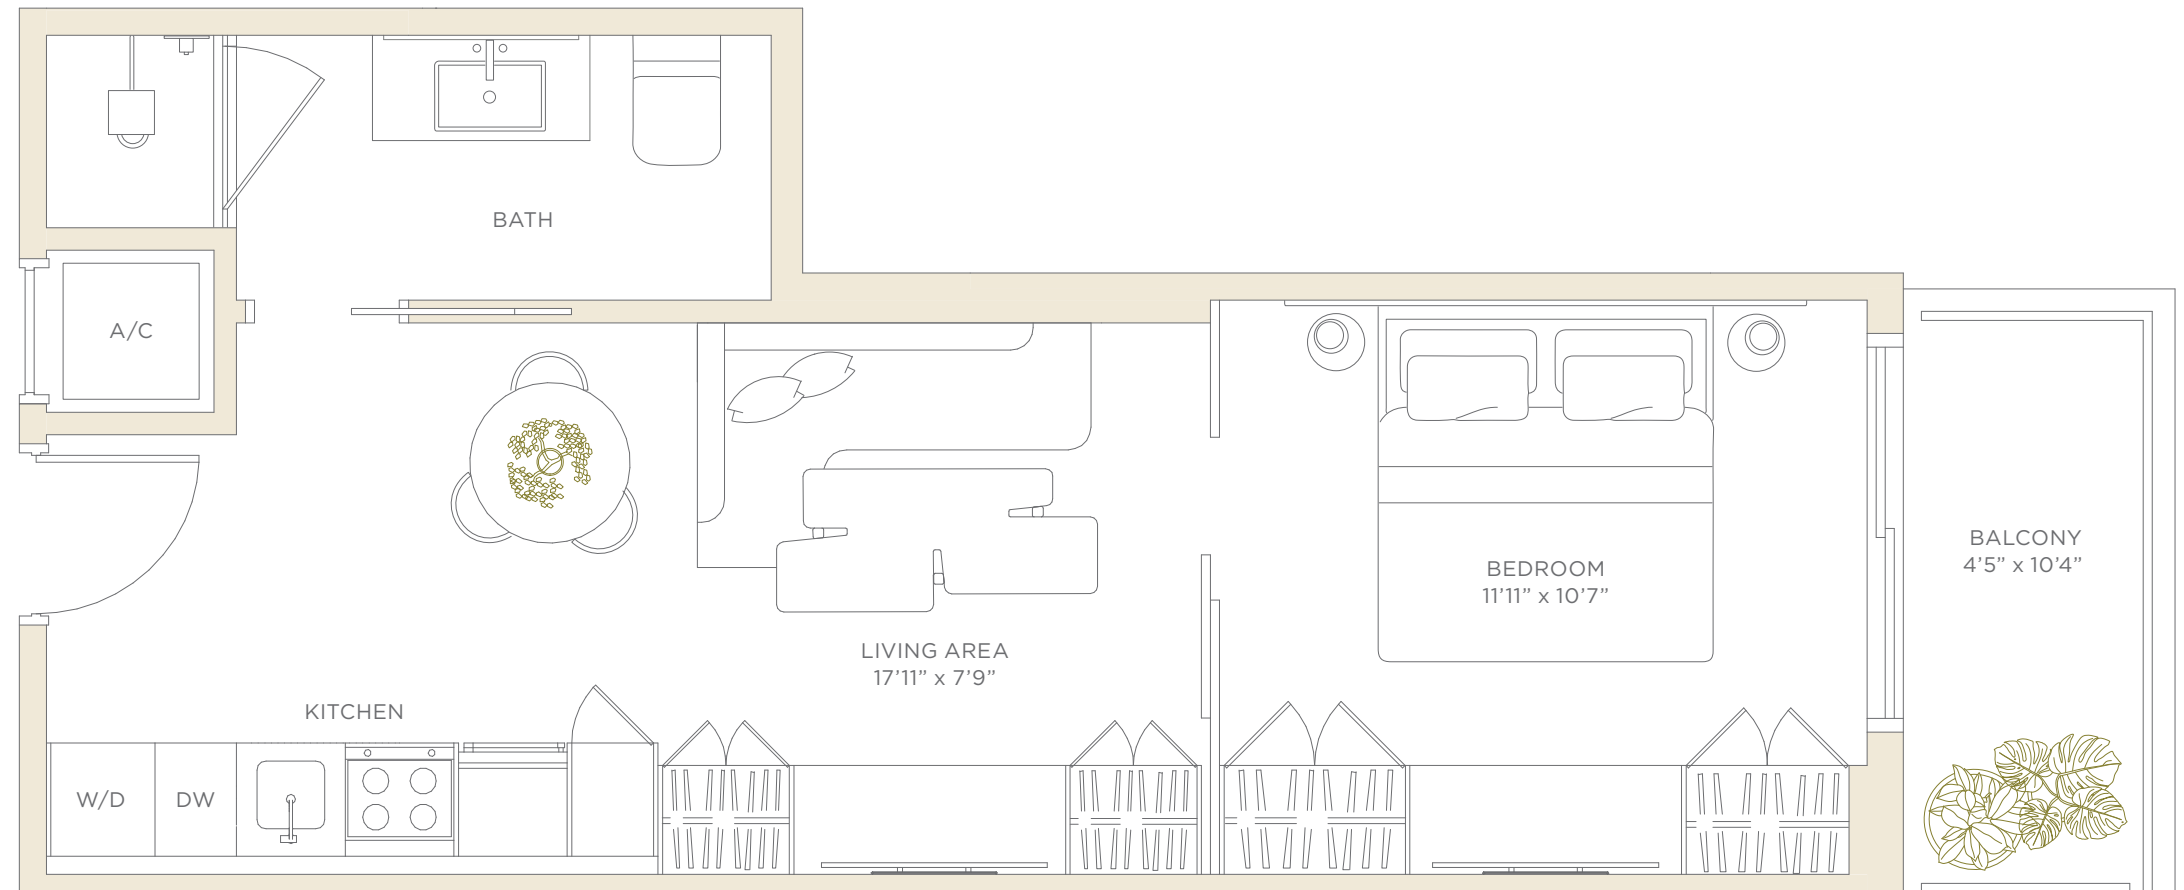 BATH
A/C
BALCONY
4’5” x 10’4”
BEDROOM
11’11” x 10’7”
LIVING AREA
17’11” x 7’9”
KITCHEN
W/D
DW